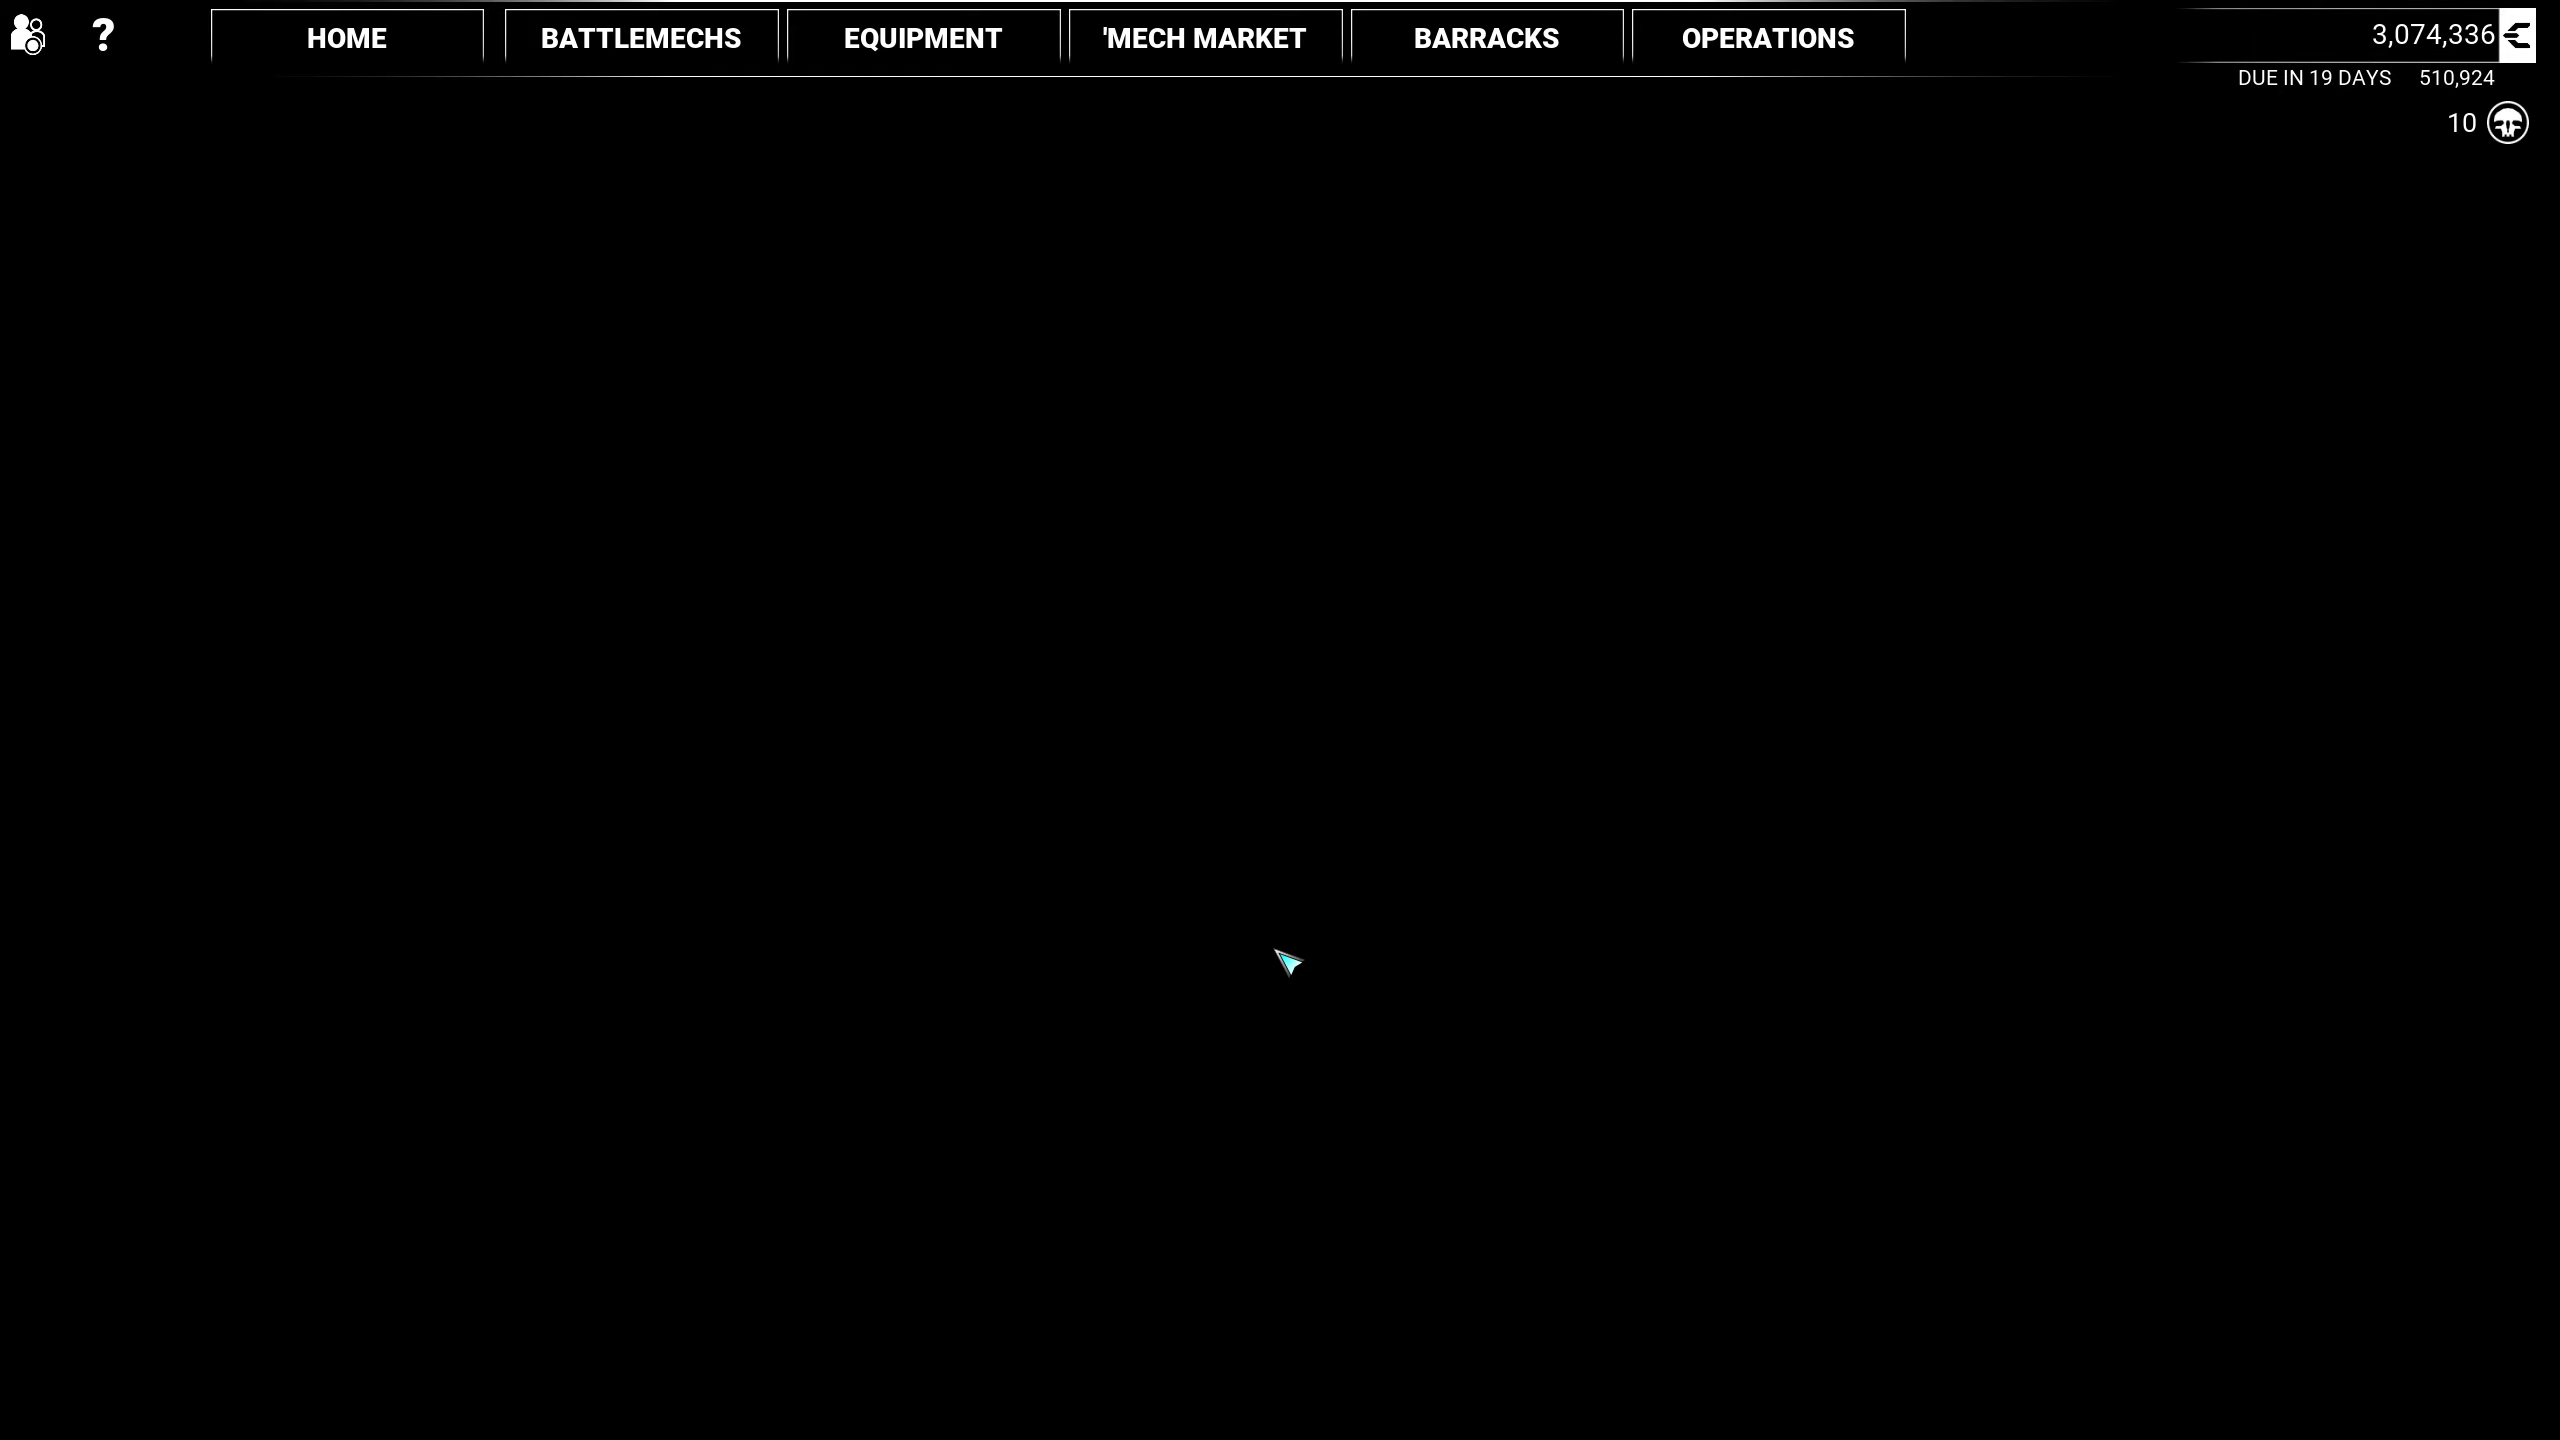 ?
HOME
BATTLEMECHS
EQUIPMENT
'MECH MARKET
BARRACKS
OPERATIONS
3,074,336
DUE IN 19 DAYS 510,924
10